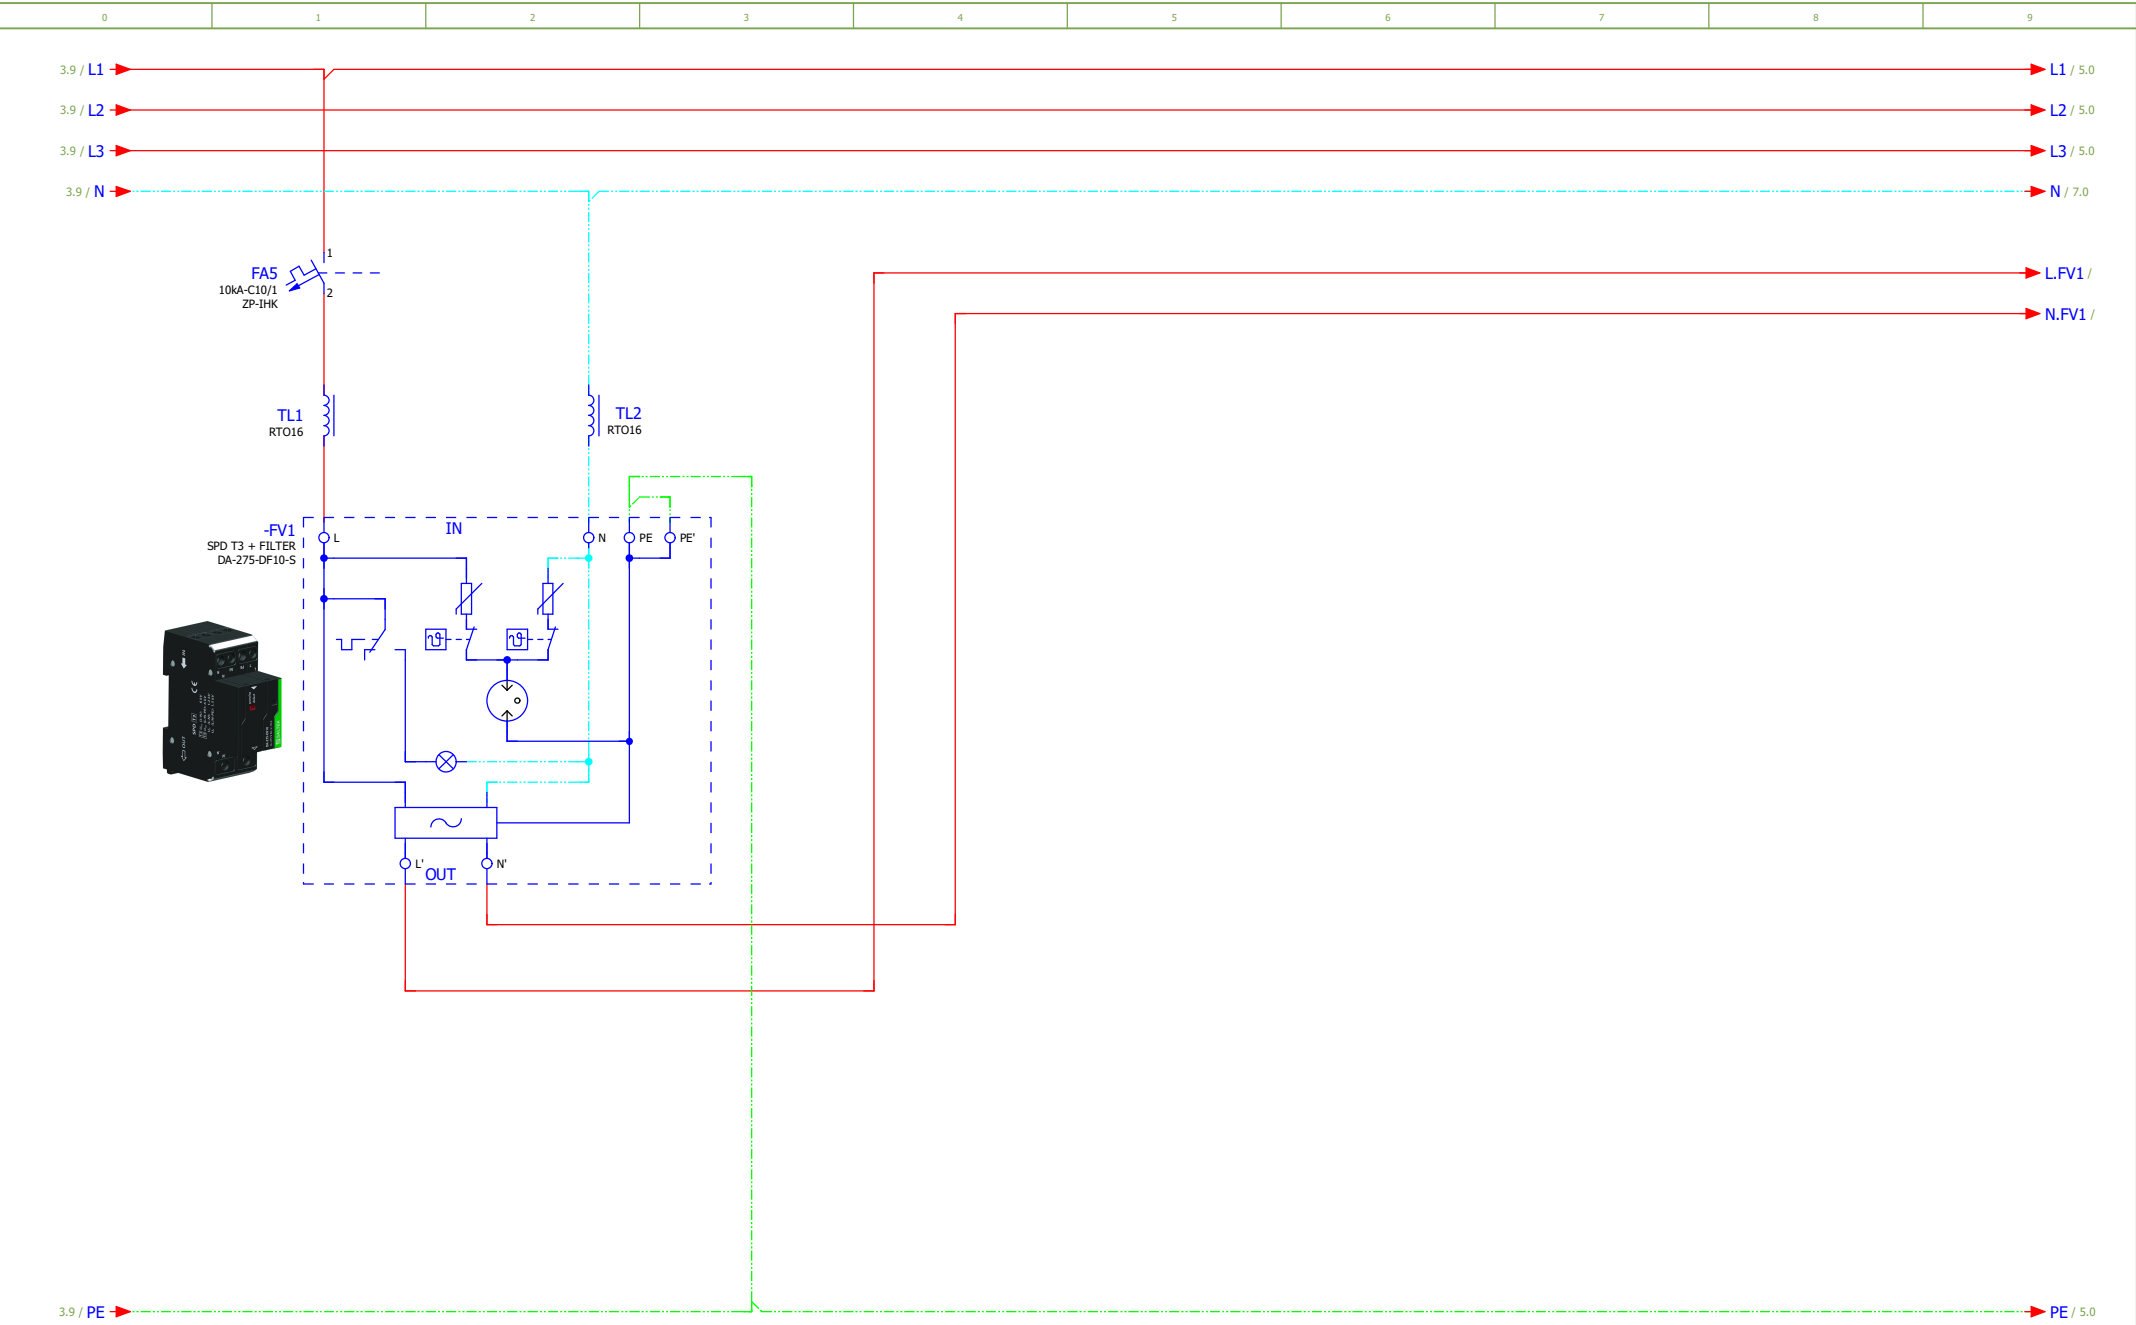 0 1 2 3 4 5 6 7 8 9
3.9 / L1
L1 / 5.0
3.9 / L2
L2 / 5.0
3.9 / L3
L3 / 5.0
3.9 / N
N / 7.0
1
FA5
10kA-C10/1
ZP-IHK
2
L.FV1 /
N.FV1 /
TL1
RTO16
TL2
RTO16
-FV1
SPD T3 + FILTER
DA-275-DF10-S
IN
L
N
PE
PE'
L'
N'
OUT
3.9 / PE
PE / 5.0